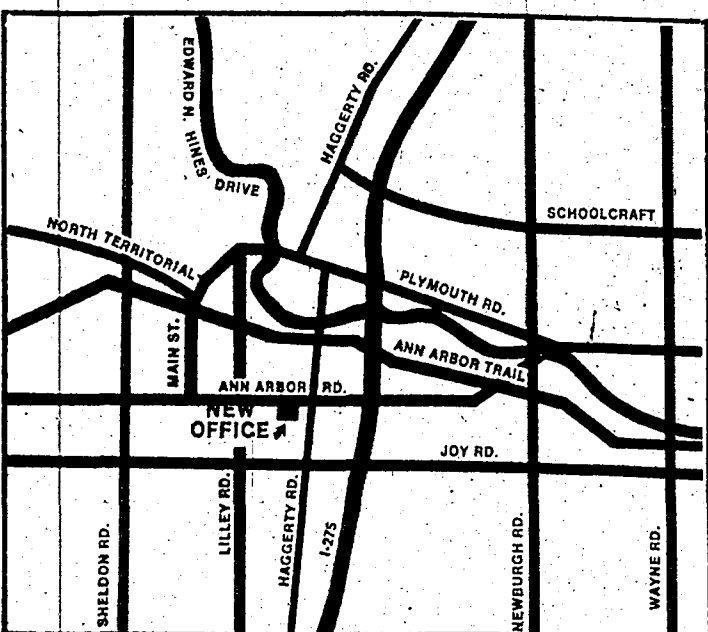 EDWARD N. HINES DRIVE
HAGGERTY RD.
SCHOOLCRAFT
NORTH TERRITORIAL
PLYMOUTH RD.
MAIN ST.
ANN ARBOR TRAIL
ANN ARBOR RD.
NEW
OFFICE
JOY RD.
SHELDON RD.
LILLEY RD.
HAGGERTY RD.
I-275
NEWBURGH RD.
WAYNE RD.